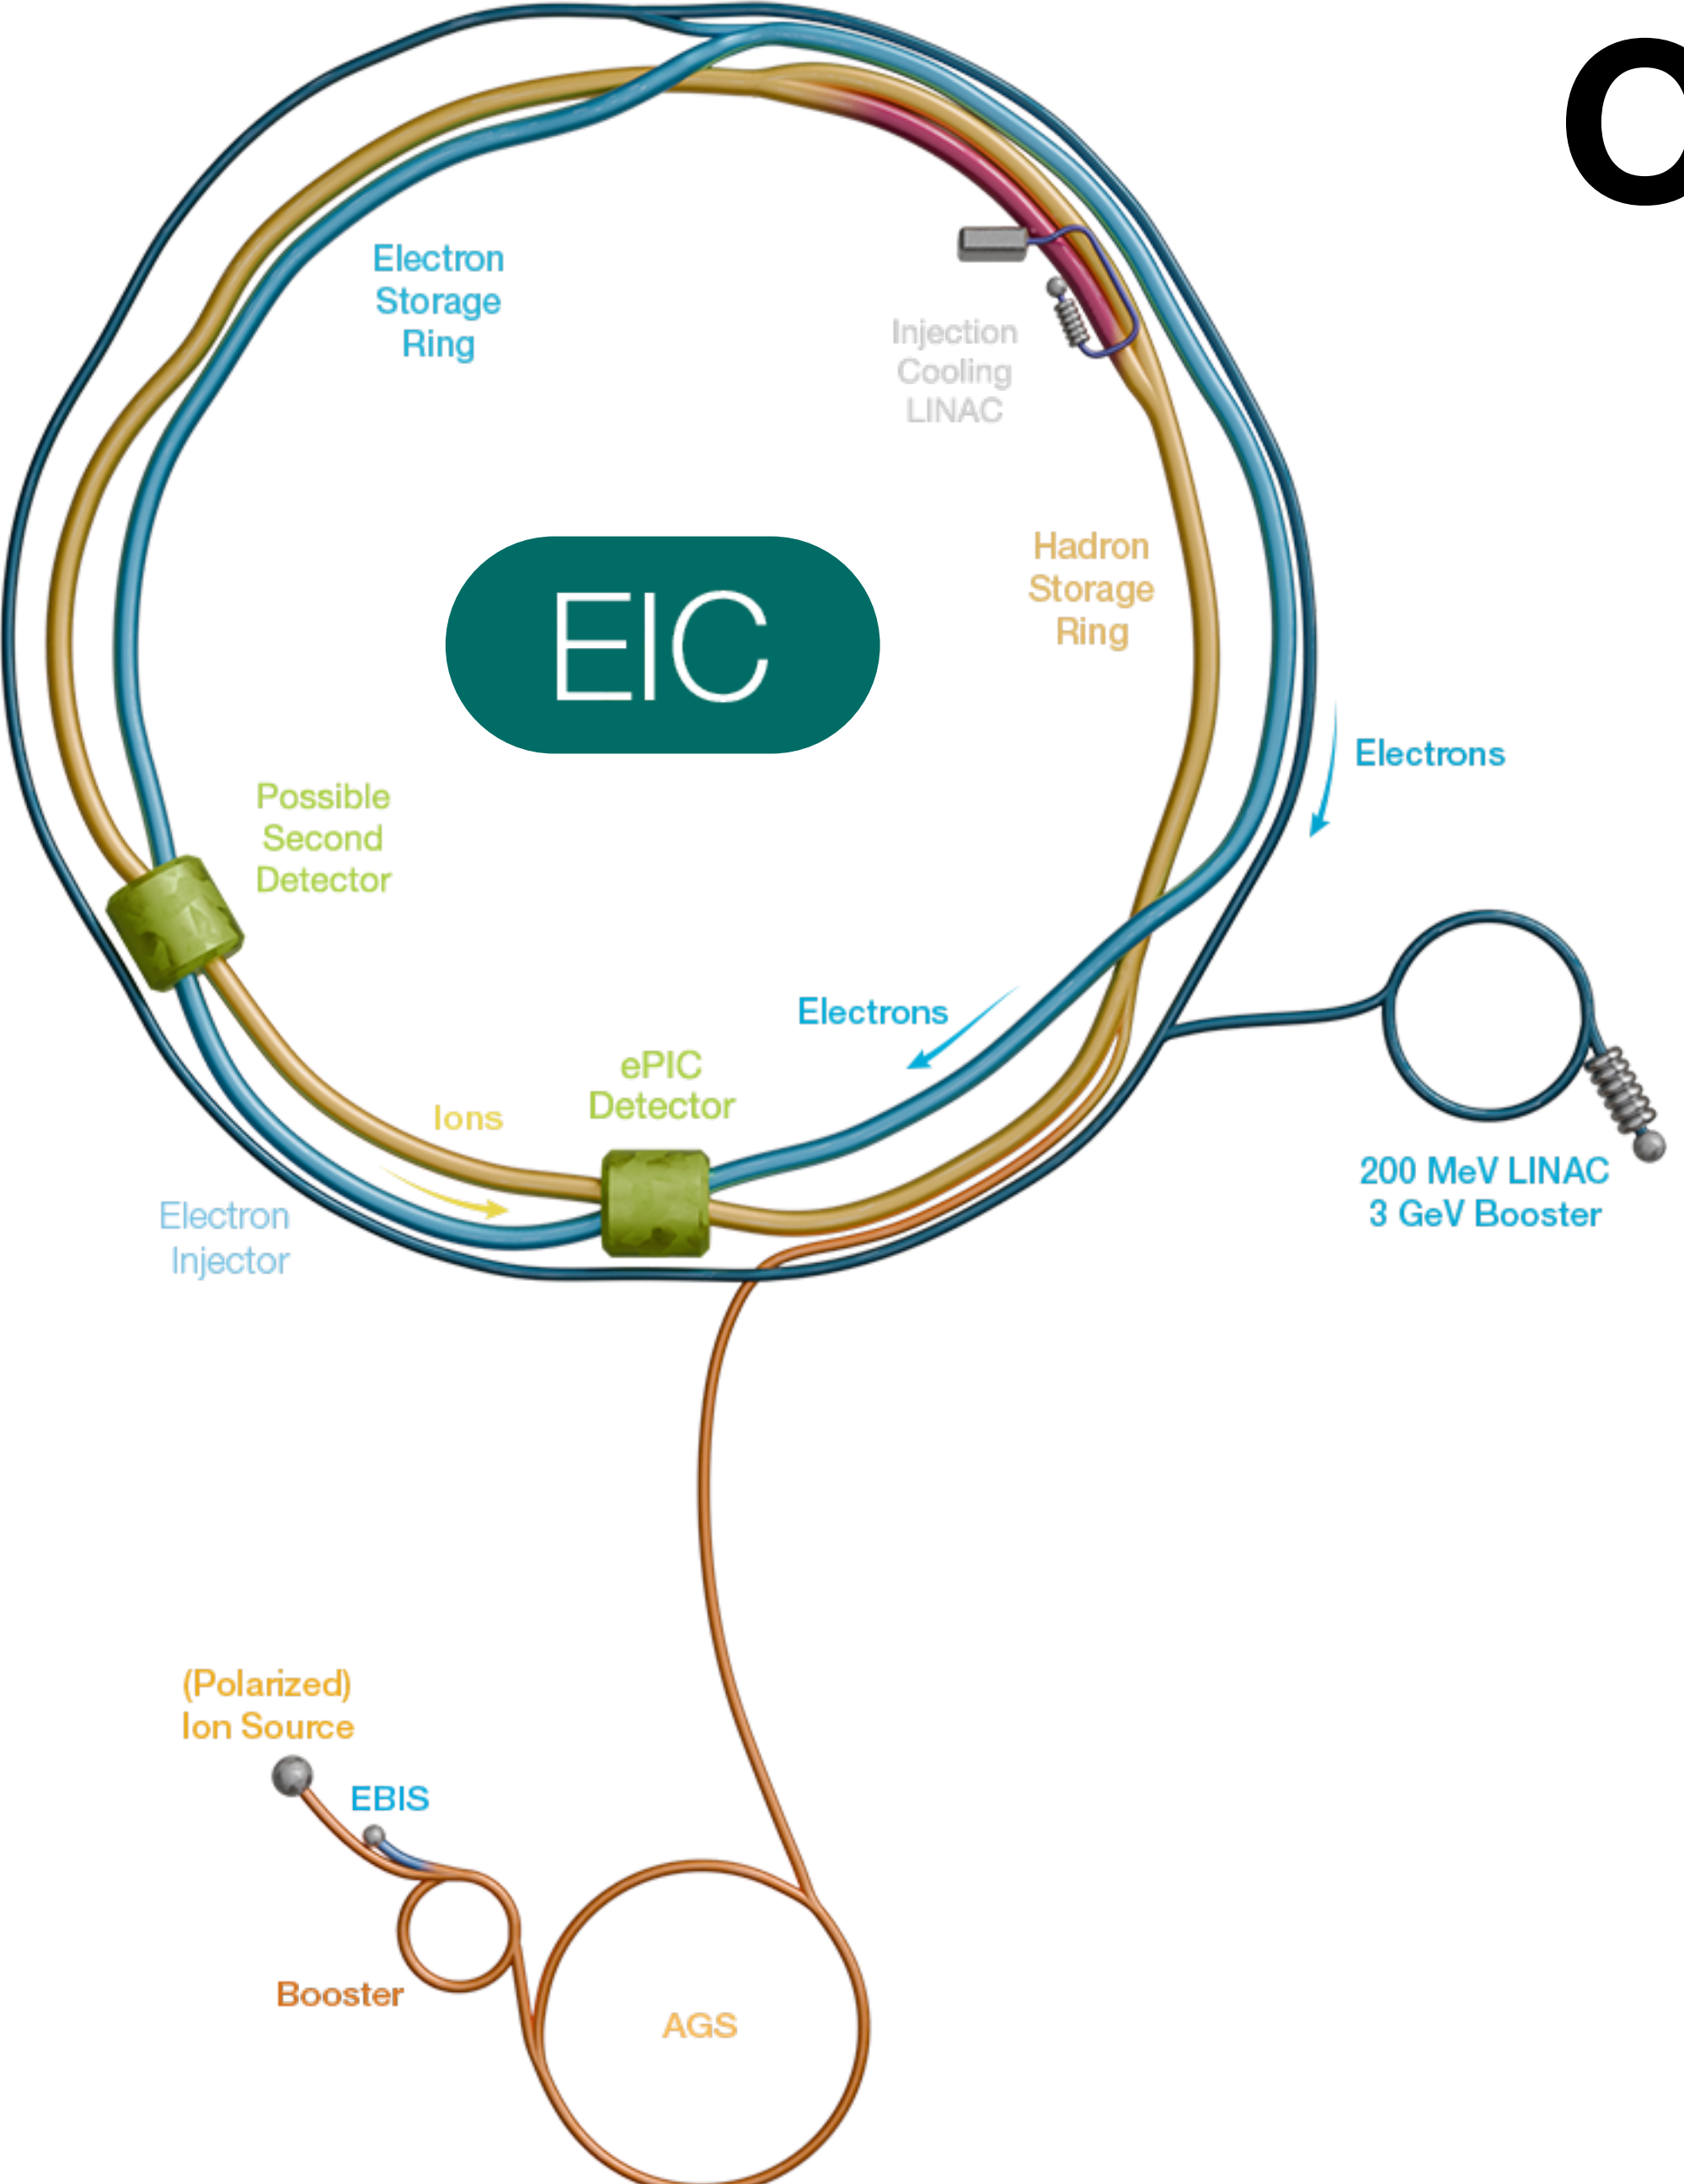 Electron
Storage
Ring
Injection
Cooling
LINAC
EIC
Hadron
Storage
Ring
Electrons
Possible
Second
Detector
Electrons
ePIC
Detector
Ions
Electron
Injector
200 MeV LINAC
3 GeV Booster
(Polarized)
Ion Source
EBIS
Booster
AGS